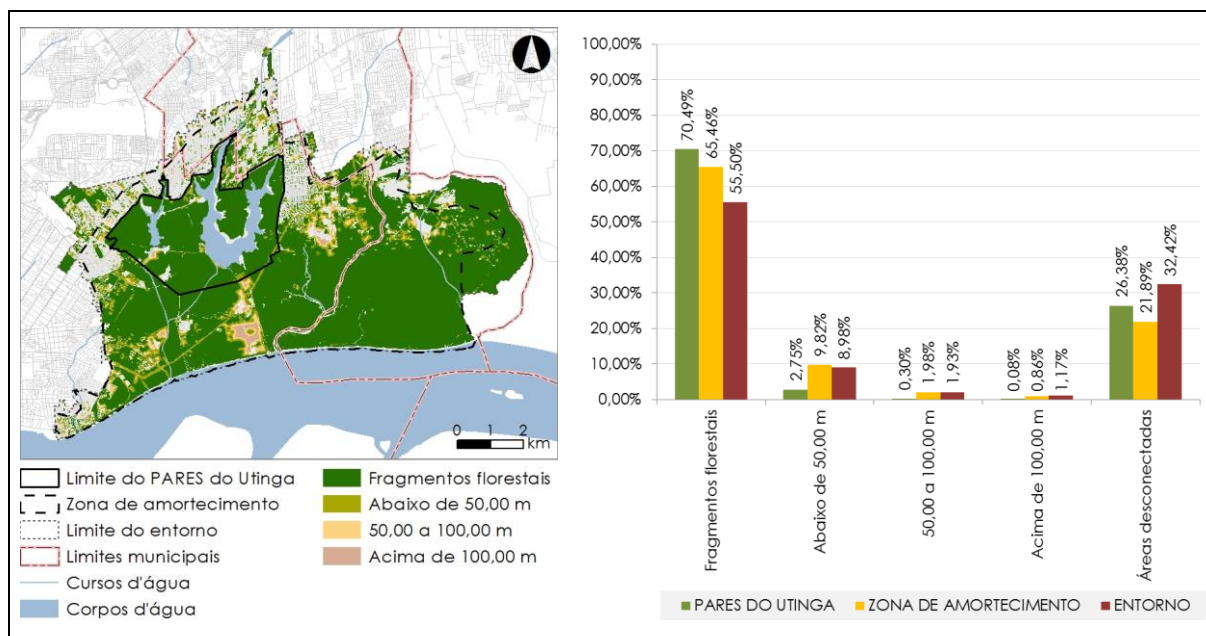 0 1 2
km
Limite do PARES do Utinga
Zona de amortecimento
Limite do entorno
Limites municipais
Cursos d'água
Corpos d'água
Fragmentos florestais
Abaixo de 50,00 m
50,00 a 100,00 m
Acima de 100,00 m
100,00%
90,00%
80,00%
70,00%
60,00%
50,00%
40,00%
30,00%
20,00%
10,00%
0,00%
70,49%
65,46%
55,50%
2,75%
9,82%
8,98%
0,30%
1,98%
1,93%
0,08%
0,86%
1,17%
26,38%
21,89%
32,42%
Fragmentos florestais
Abaixo de 50,00 m
50,00 a 100,00 m
Acima de 100,00 m
Áreas desconectadas
PARES DO UTINGA ZONA DE AMORTECIMENTO ENTORNO